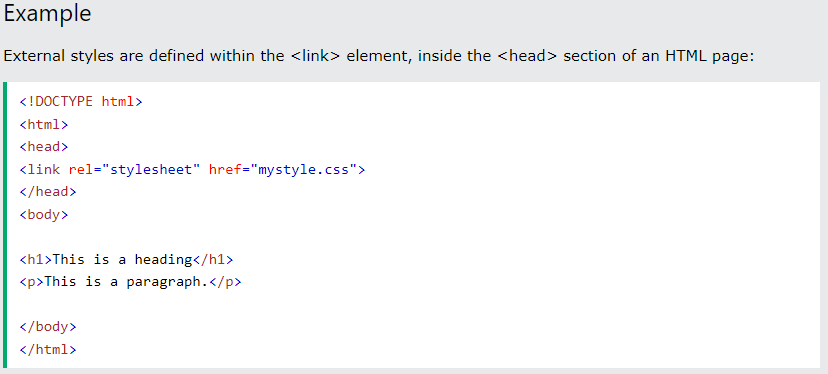 Example
External styles are defined within the <link> element, inside the <head> section of an HTML page:
<!DOCTYPE html>
<html>
<head>
<link rel="stylesheet" href="mystyle.css">
</head>
<body>
<h1>This is a heading</h1>
<p>This is a paragraph.</p>
</body>
</html>